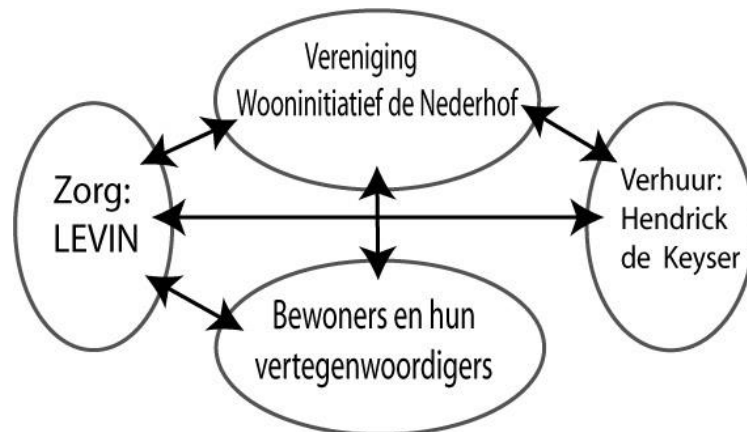 Vereniging
Wooninitiatief de Nederhof
Zorg:
LEVIN
Verhuur:
Hendrick
de Keyser
Bewoners en hun
vertegenwoordigers